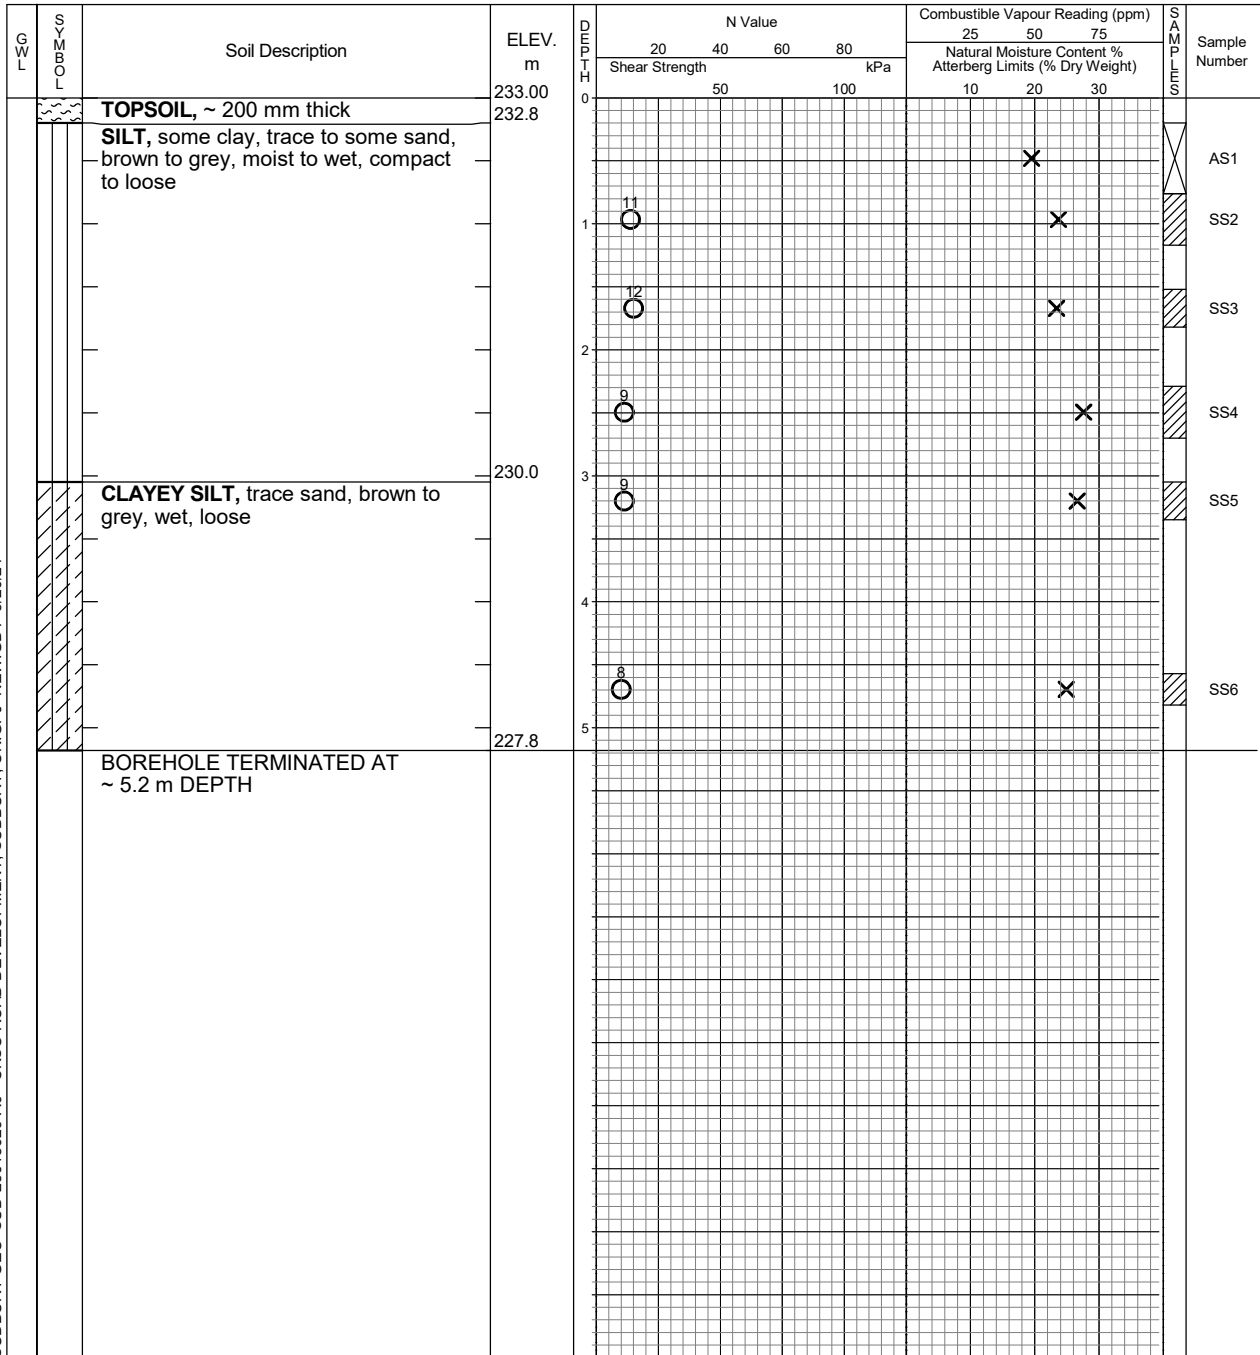 GWL
SYMBOL
Soil Description
ELEV.
m
DEPTH
N Value
20 40 60 80
Shear Strength kPa
50 100
Combustible Vapour Reading (ppm)
25 50 75
Natural Moisture Content %
Atterberg Limits (% Dry Weight)
10 20 30
SAMPLES
Sample
Number
233.00
0
TOPSOIL, ~ 200 mm thick
232.8
SILT, some clay, trace to some sand,
brown to grey, moist to wet, compact
to loose
AS1
11
1
SS2
12
SS3
2
9
SS4
230.0
3
CLAYEY SILT, trace sand, brown to
grey, wet, loose
9
SS5
4
8
SS6
5
227.8
BOREHOLE TERMINATED AT
~ 5.2 m DEPTH